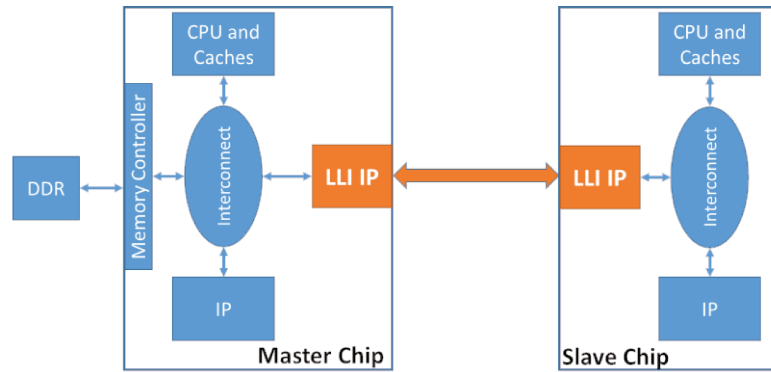 CPU and
Caches
Memory Controller
Interconnect
LLI IP
DDR
IP
Master Chip
CPU and
Caches
LLI IP
Interconnect
IP
Slave Chip